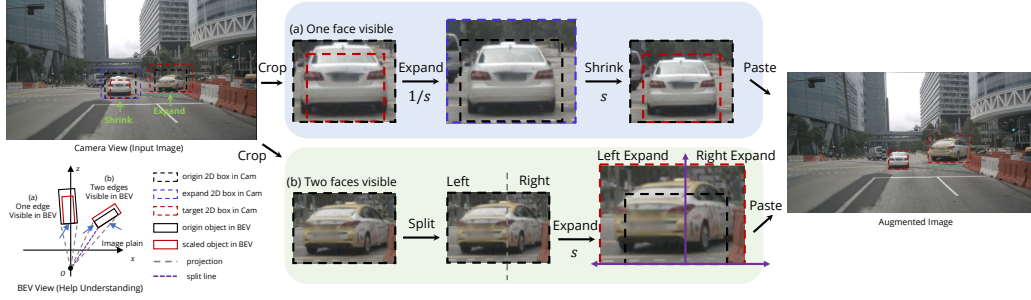 Shrink
Expand
Camera View (Input Image)
Crop
Crop
(a) One face visible
Expand
1/s
Shrink
s
Paste
(b) Two faces visible
Split
Left
Right
Expand
s
Left Expand
Right Expand
Paste
Augmented Image
z
(a)
One edge
Visible in BEV
(b)
Two edges
Visible in BEV
Image plain
O
x
BEV View (Help Understanding)
origin 2D box in Cam
expand 2D box in Cam
target 2D box in Cam
origin object in BEV
scaled object in BEV
projection
split line